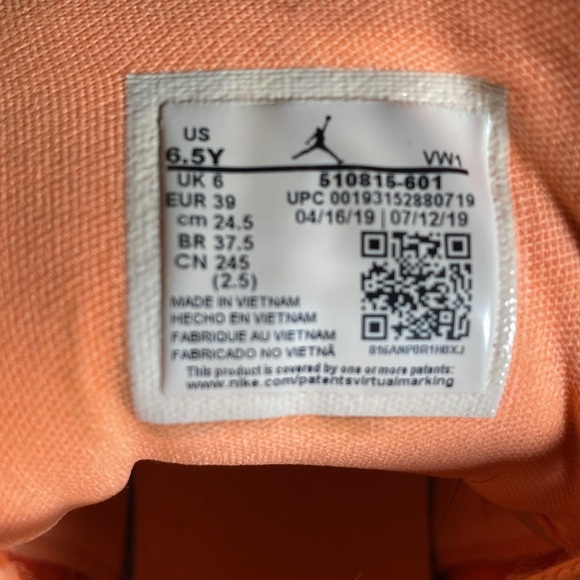 US
6.5Y VW1
UK 6 510815-601
EUR 39 UPC 00193152880719
cm 24.5 04/16/19 | 07/12/19
BR 37.5
CN 245
(2.5)
MADE IN VIETNAM
HECHO EN VIETNAM
FABRIQUE AU VIETNAM
FABRICADO NO VIETNÃ
This product is covered by one or more patents:
www.nike.com/patentsvirtualmarking